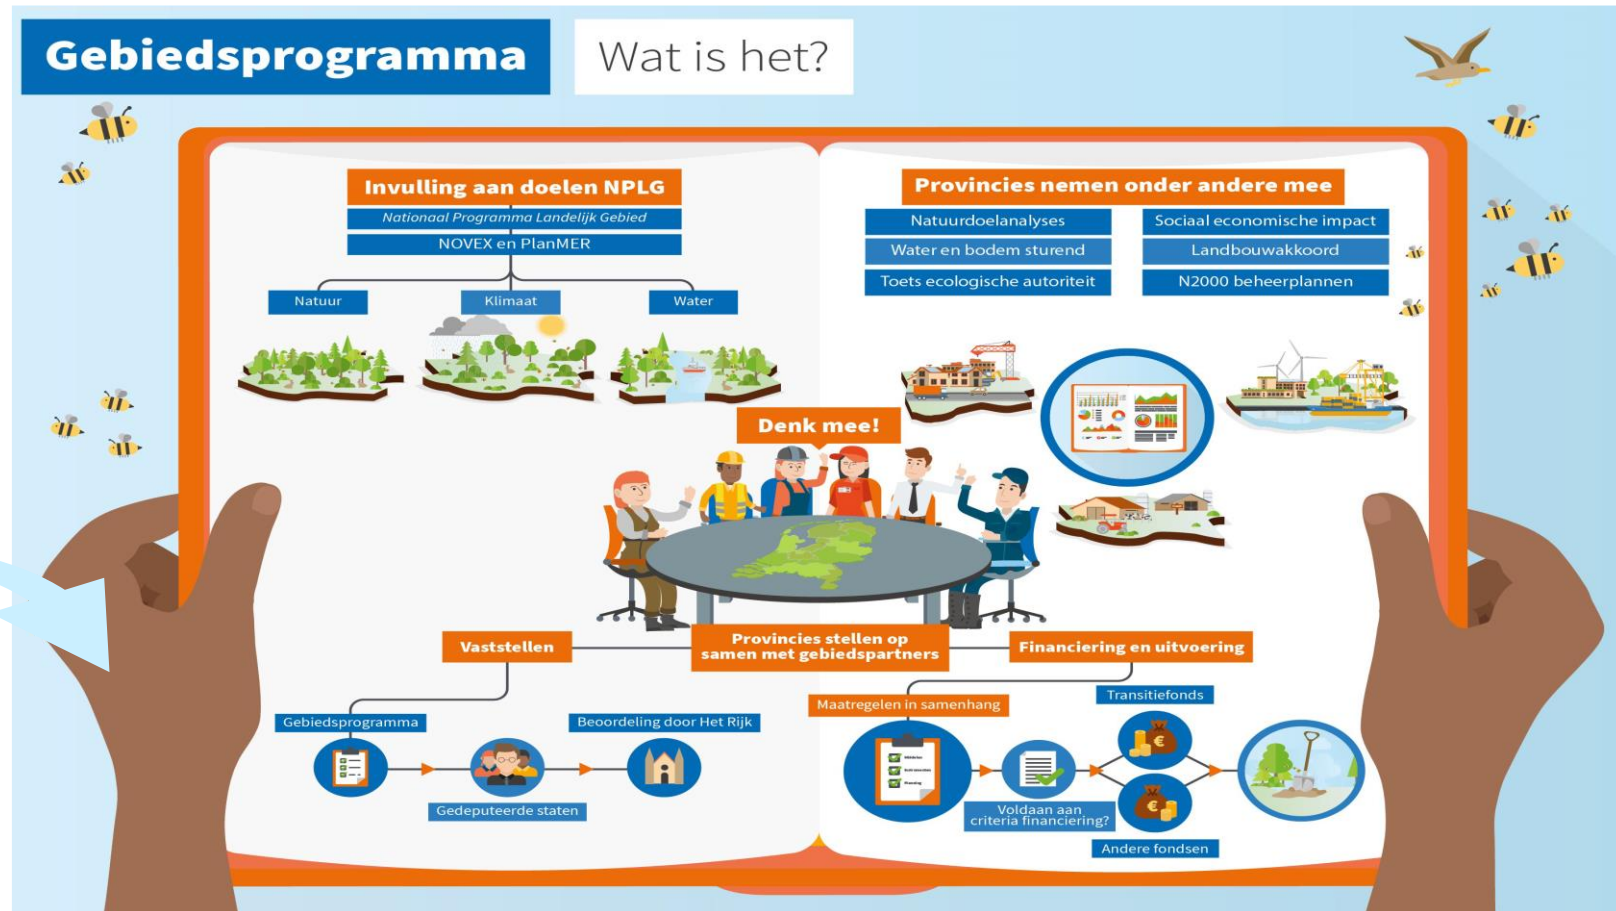 Gebiedsprogramma
Wat is het?
Invulling aan doelen NPLG
Nationaal Programma Landelijk Gebied
NOVEX en PlanMER
Natuur
Klimaat
Water
Provincies nemen onder andere mee
Natuurdoelanalyses
Sociaal economische impact
Water en bodem sturend
Landbouwakkoord
Toets ecologische autoriteit
N2000 beheerplannen
Denk mee!
Vaststellen
Provincies stellen op
samen met gebiedspartners
Financiering en uitvoering
Gebiedsprogramma
Gedeputeerde staten
Beoordeling door Het Rijk
Maatregelen in samenhang
Planning
Voldaan aan
criteria financiering?
Transitiefonds
€
€
Andere fondsen